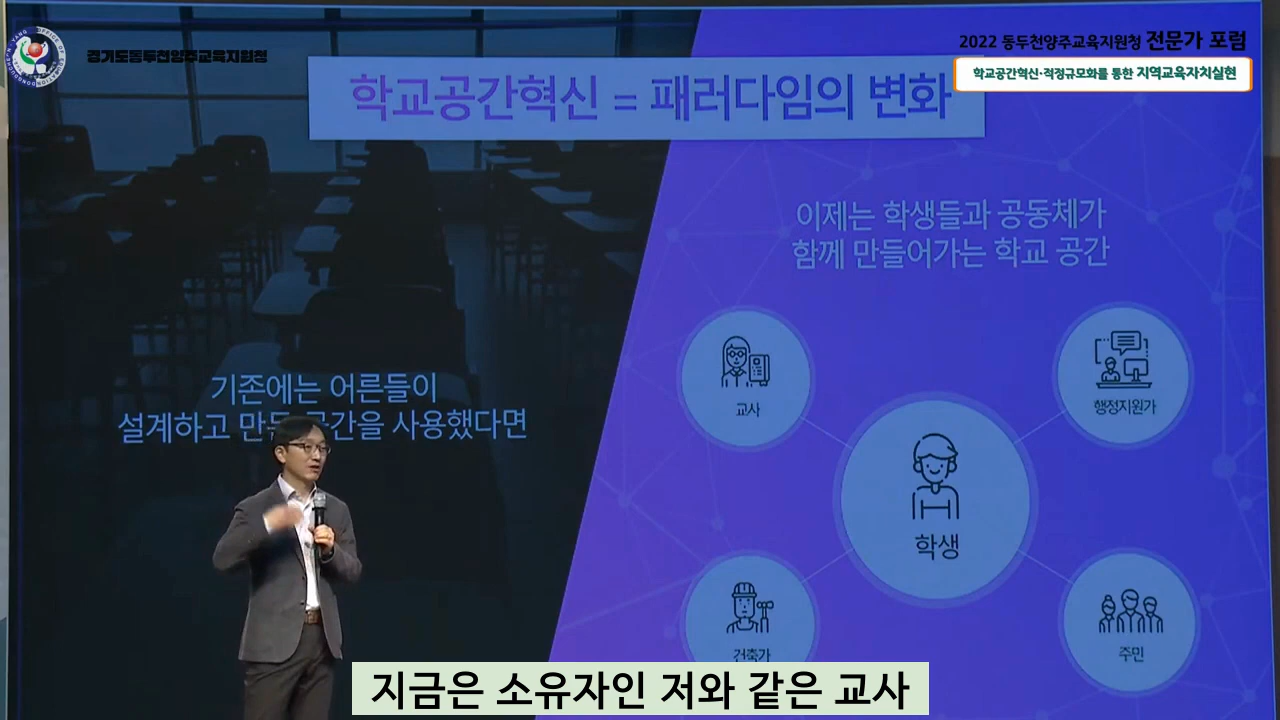 경기도동두천양주교육지원청
2022 동두천양주교육지원청 전문가 포럼
학교공간혁신·적정규모화를 통한 지역교육자치실현
학교공간혁신 = 패러다임의 변화
기존에는 어른들이
설계하고 만든 공간을 사용했다면
이제는 학생들과 공동체가
함께 만들어가는 학교 공간
교사
행정지원가
학생
건축가
주민
지금은 소유자인 저와 같은 교사